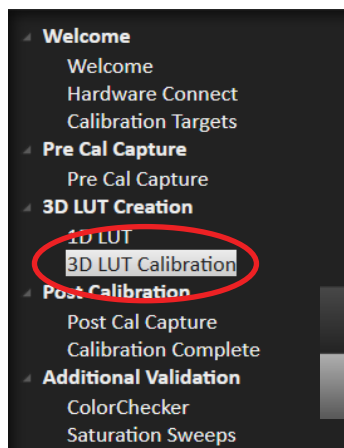 Welcome
Welcome
Hardware Connect
Calibration Targets
Pre Cal Capture
Pre Cal Capture
3D LUT Creation
1D LUT
3D LUT Calibration
Post Calibration
Post Cal Capture
Calibration Complete
Additional Validation
ColorChecker
Saturation Sweeps